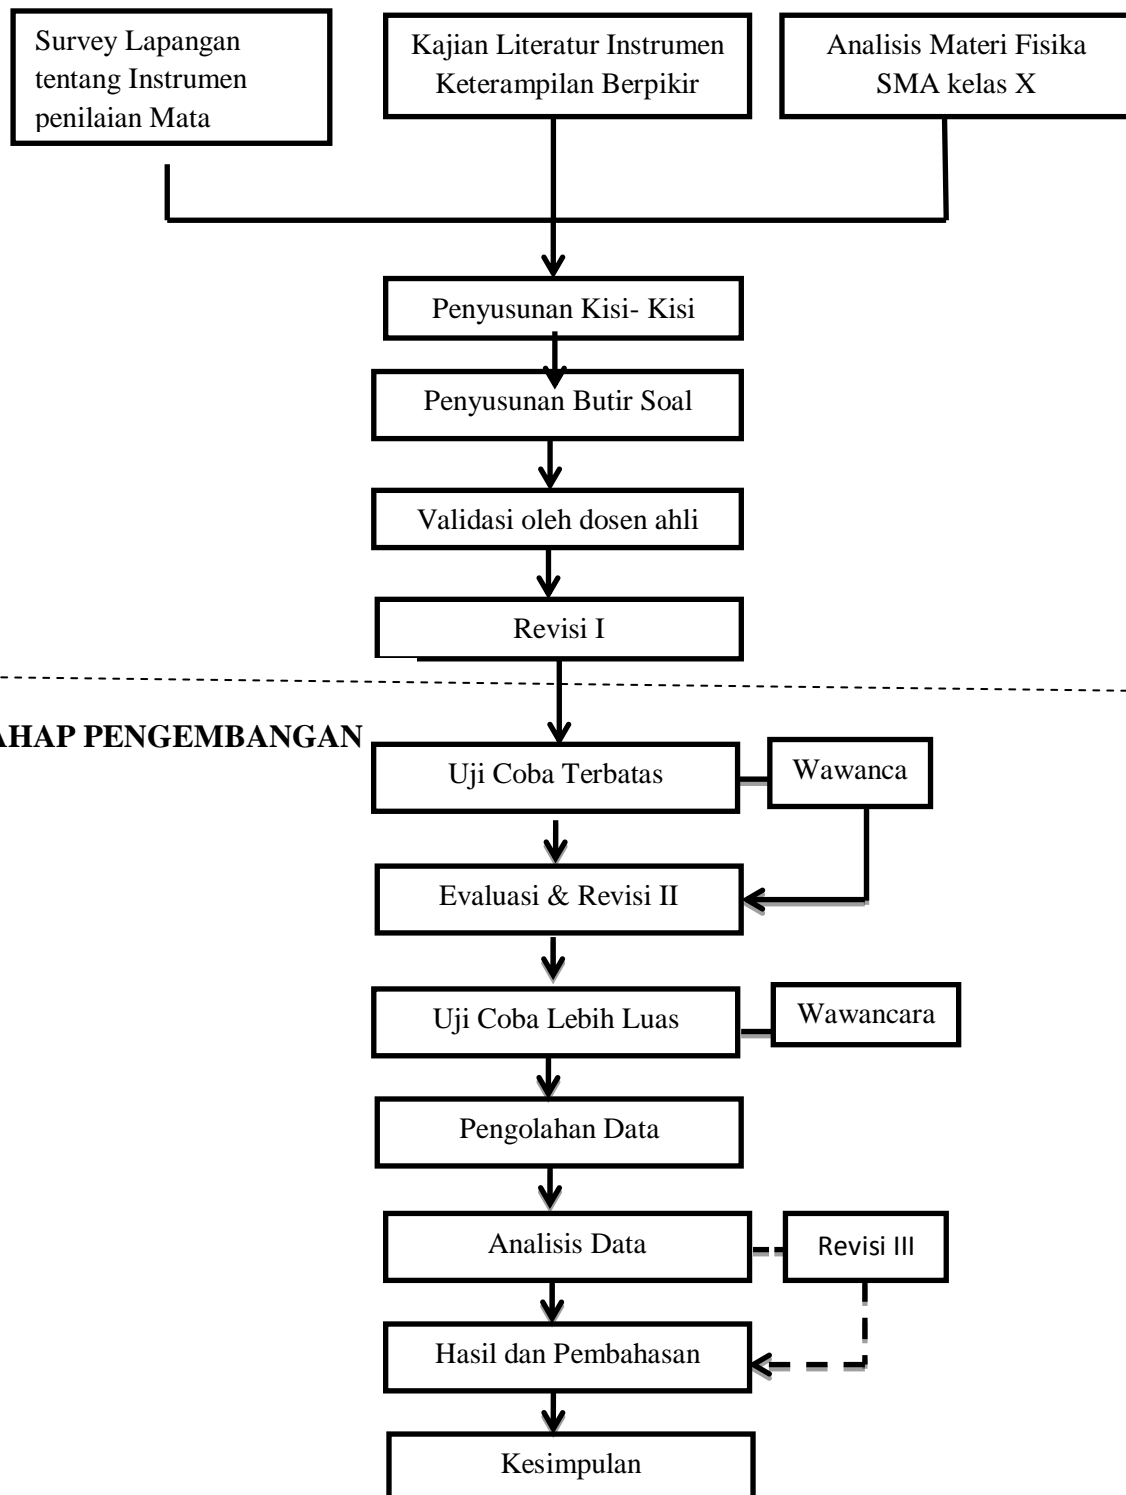 Survey Lapangan
tentang Instrumen
penilaian Mata
Kajian Literatur Instrumen
Keterampilan Berpikir
Analisis Materi Fisika
SMA kelas X
Penyusunan Kisi- Kisi
Penyusunan Butir Soal
Validasi oleh dosen ahli
Revisi I
AHAP PENGEMBANGAN
Uji Coba Terbatas
Wawanca
Evaluasi & Revisi II
Uji Coba Lebih Luas
Wawancara
Pengolahan Data
Analisis Data
Revisi III
Hasil dan Pembahasan
Kesimpulan